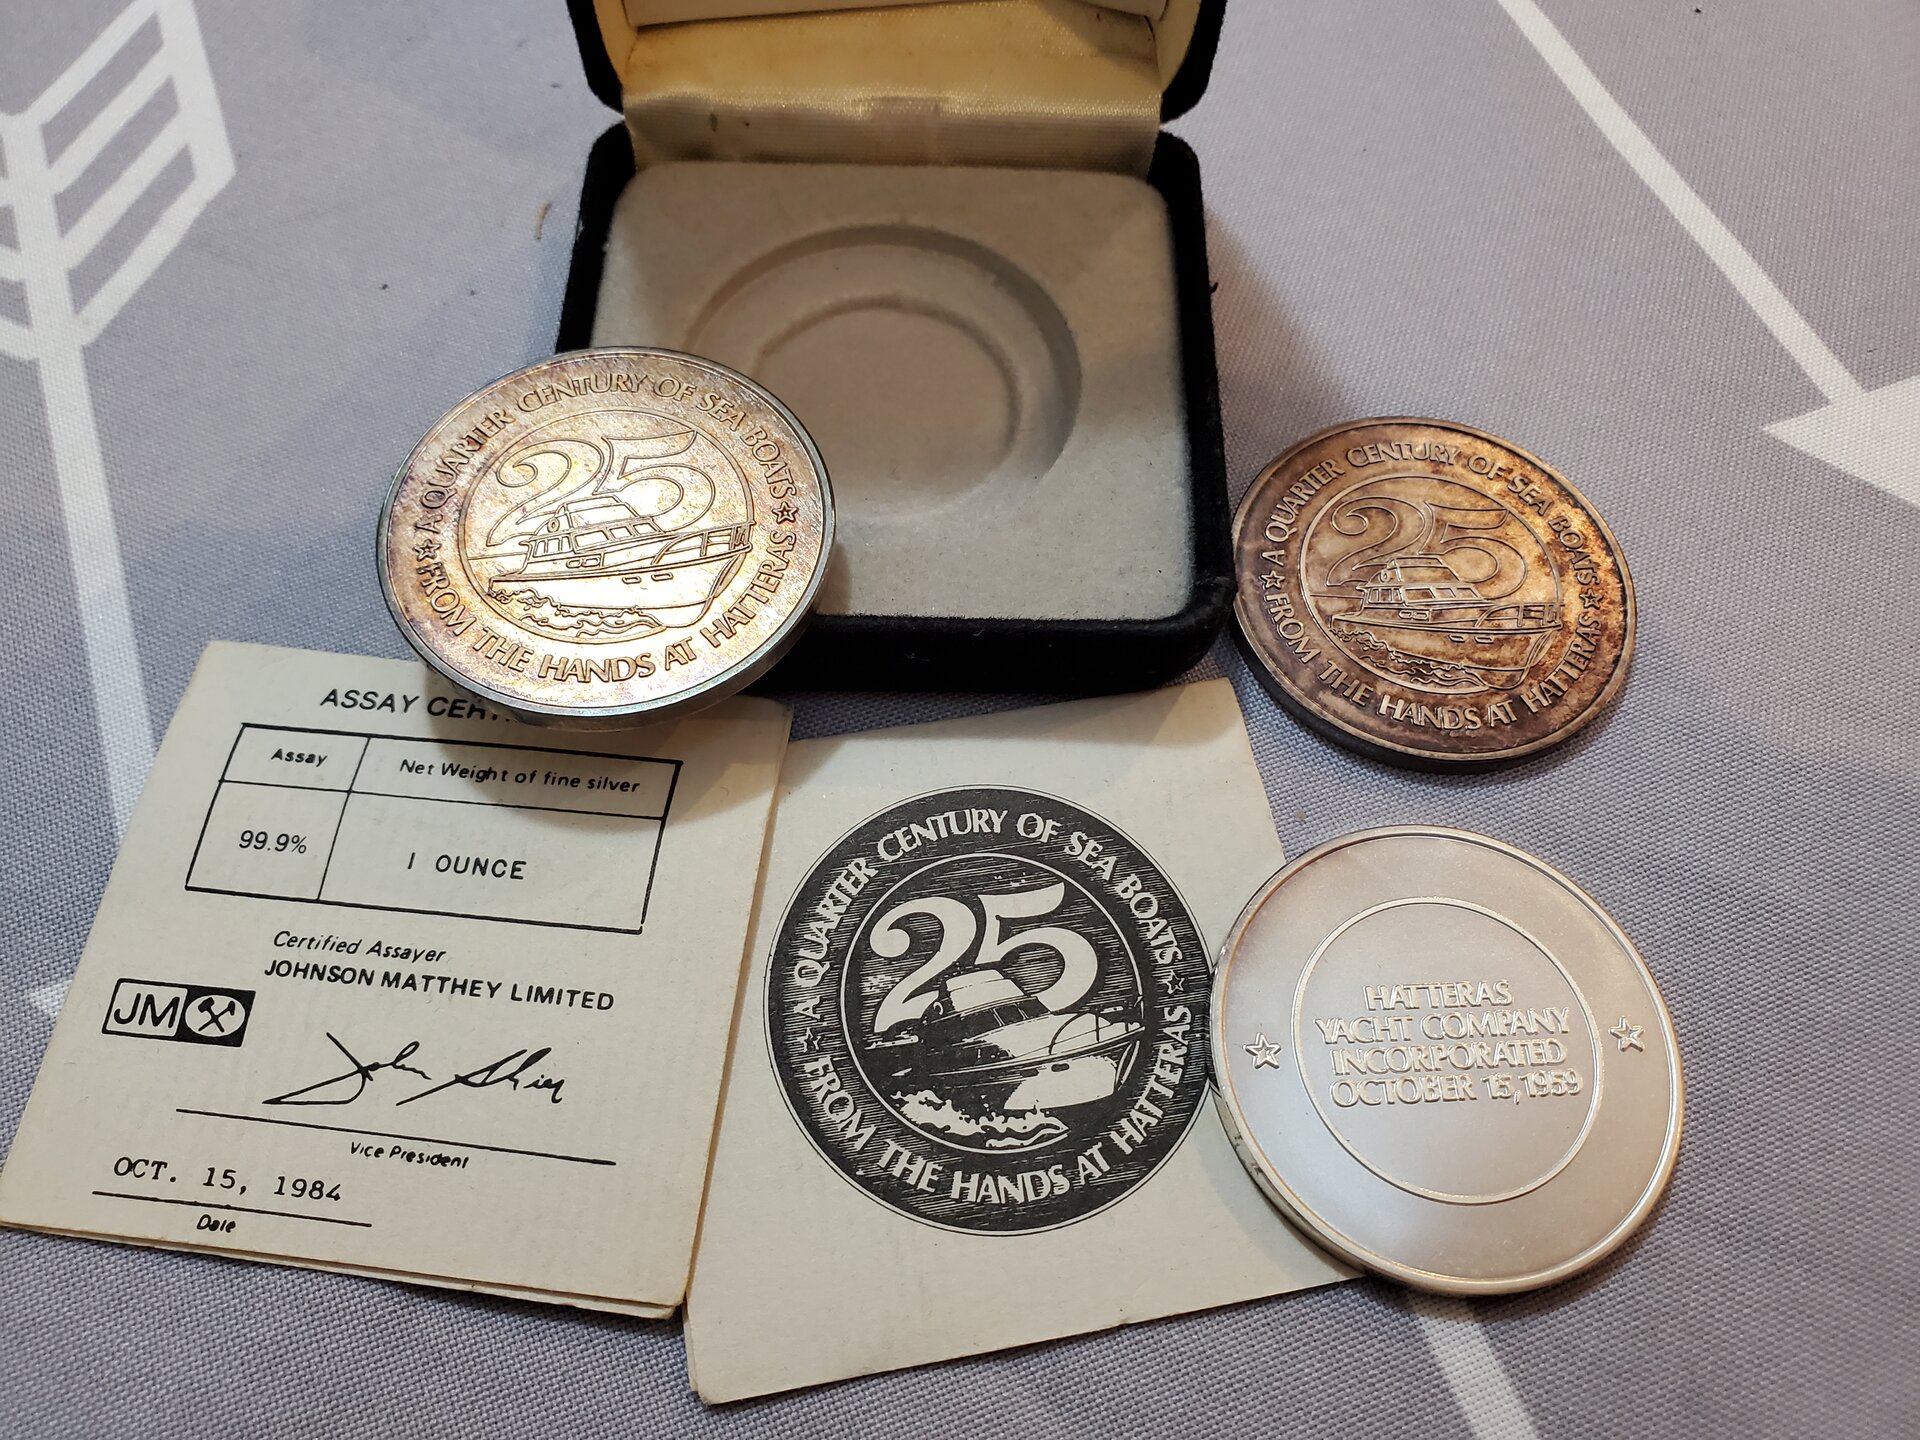 A QUARTER CENTURY OF SEA BOATS
FROM THE HANDS AT HATTERAS
25
A QUARTER CENTURY OF SEA BOATS
FROM THE HANDS AT HATTERAS
25
ASSAY
Assay
Net Weight of fine silver
99.9%
1 OUNCE
Certified Assayer
JOHNSON MATTHEY LIMITED
JM
John Shier
Vice President
OCT. 15, 1984
Date
A QUARTER CENTURY OF SEA BOATS
FROM THE HANDS AT HATTERAS
25
HATTERAS
YACHT COMPANY
INCORPORATED
OCTOBER 15, 1959